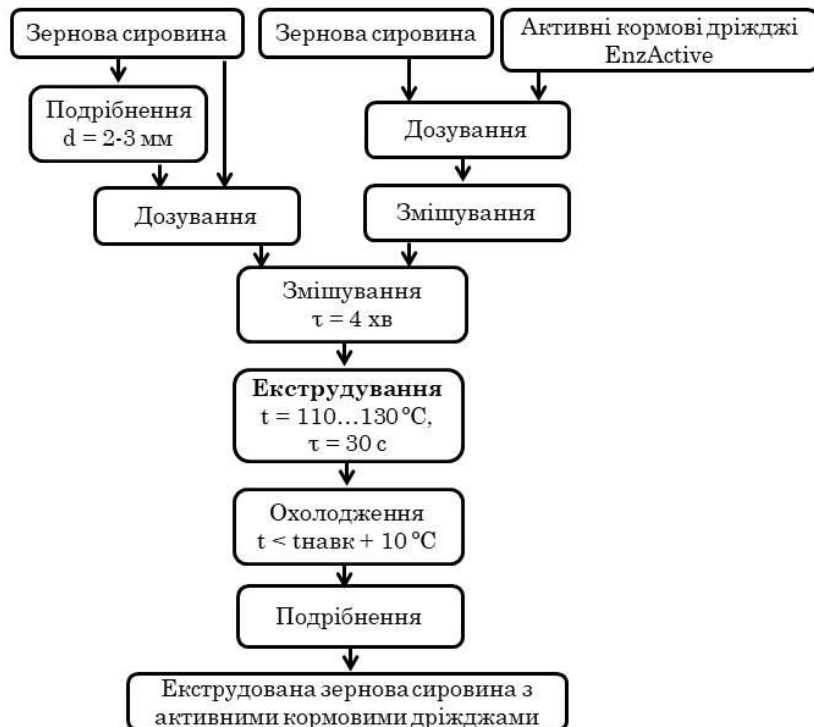 Зернова сировина
Зернова сировина
Активні кормові дріжджі
EnzActive
Подрібнення
d = 2-3 мм
Дозування
Дозування
Змішування
Змішування
τ = 4 хв
Екструдування
t = 110...130 °С,
τ = 30 с
Охолодження
t < tнавк + 10 °С
Подрібнення
Екструдована зернова сировина з
активними кормовими дріжджами